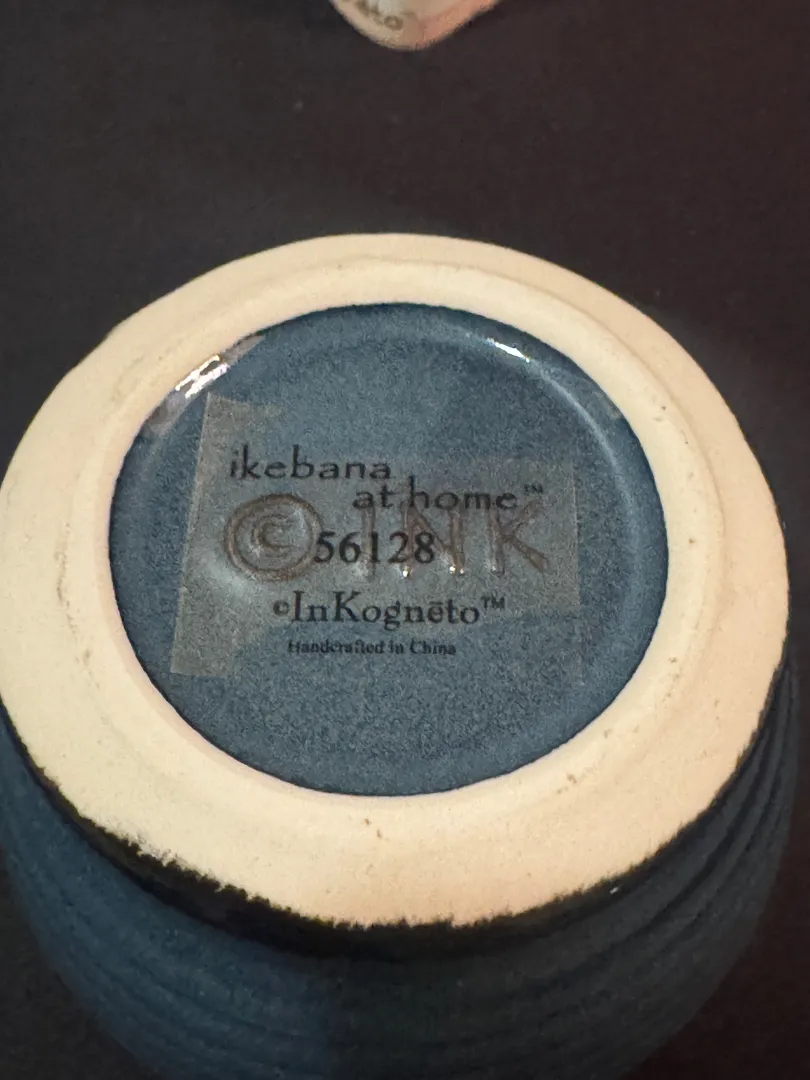 ikebana
at home™
© INK
56128
©InKognēto™
Handcrafted in China